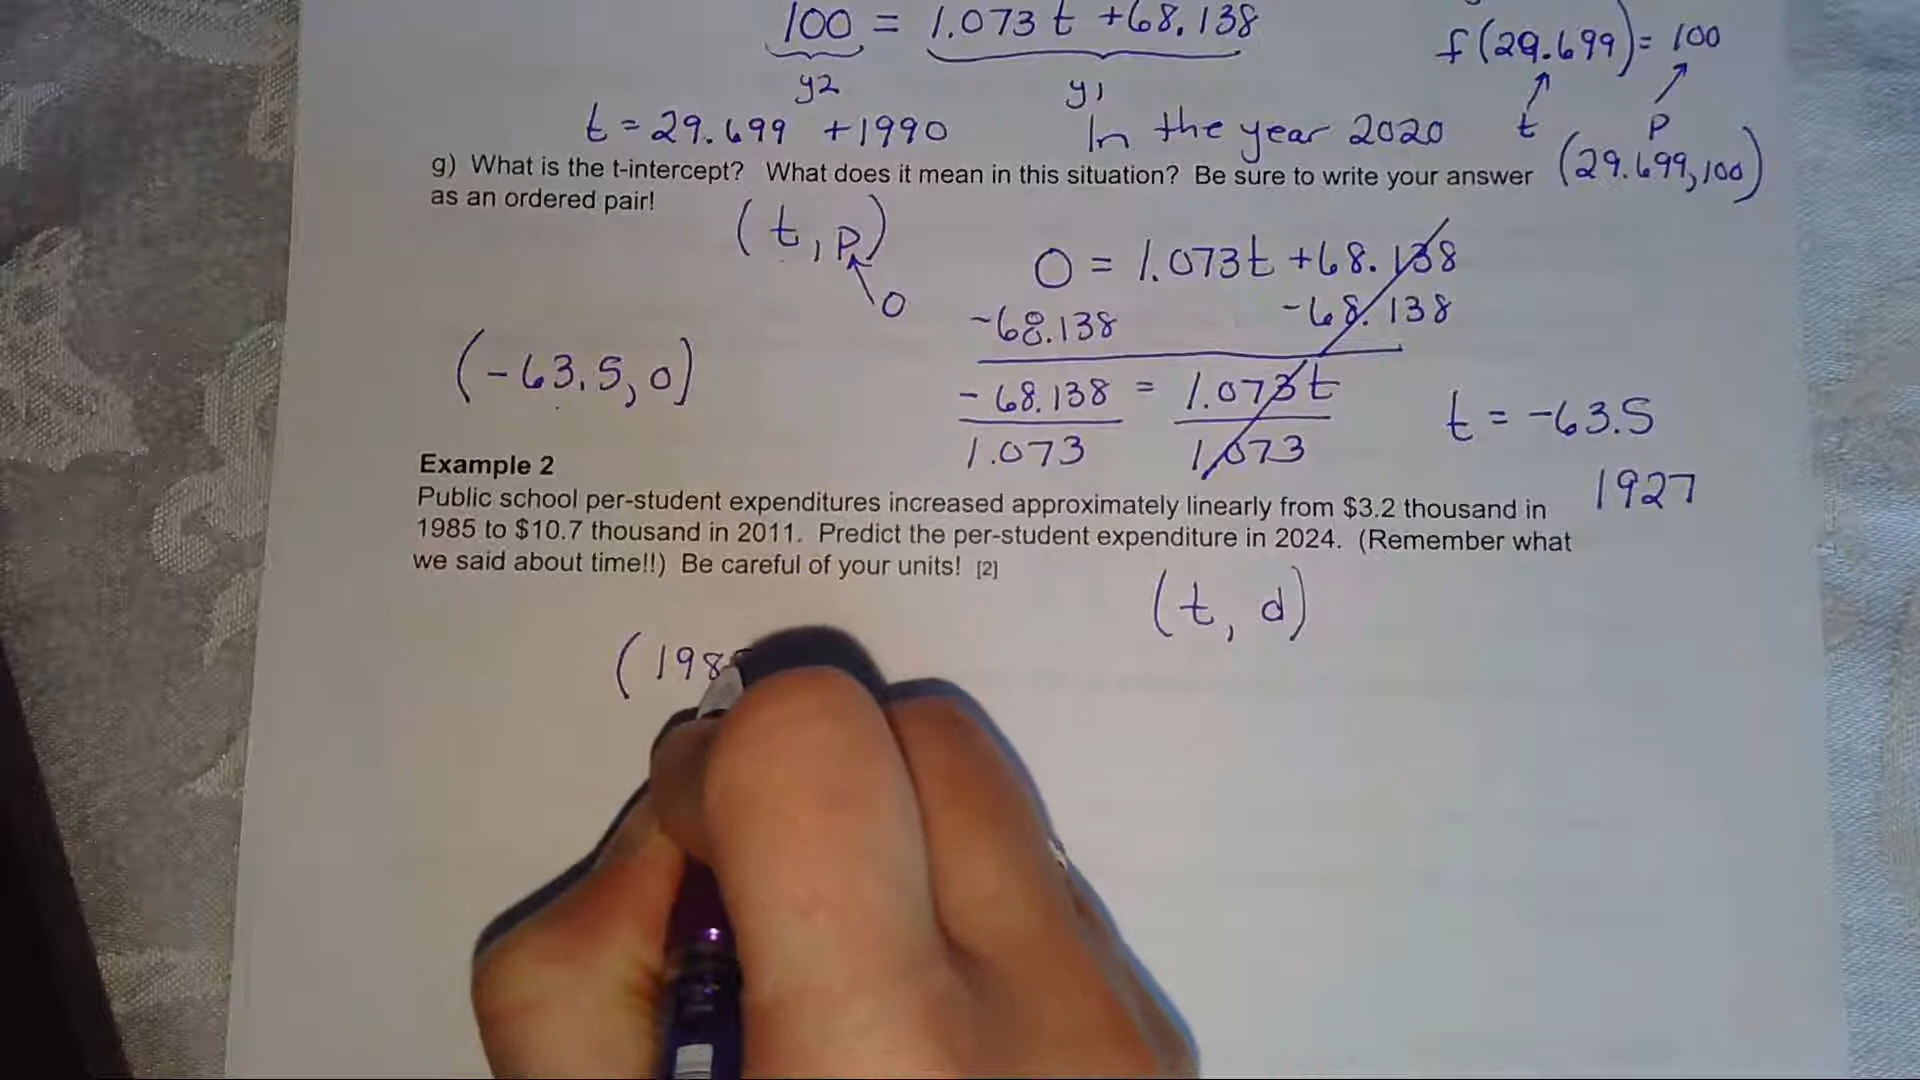 100 = 1.073 t + 68.138
y2 y1
f(29.699) = 100
t P
t = 29.699 + 1990 In the year 2020
(29.699, 100)
g) What is the t-intercept? What does it mean in this situation? Be sure to write your answer
as an ordered pair!
(t, P)
0
0 = 1.073t + 68.138
-68.138 -68.138
-68.138 = 1.073t
1.073 1.073
(-63.5, 0)
t = -63.5
1927
Example 2
Public school per-student expenditures increased approximately linearly from $3.2 thousand in
1985 to $10.7 thousand in 2011. Predict the per-student expenditure in 2024. (Remember what
we said about time!!) Be careful of your units! [2]
(t, d)
(198